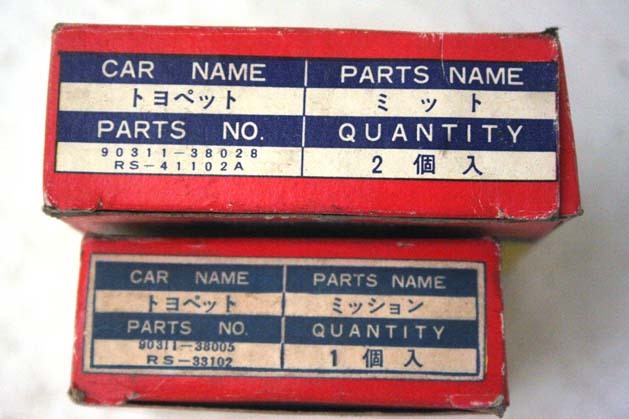 CAR NAME PARTS NAME
トヨペット ミット
PARTS NO. QUANTITY
90311-38028
RS-41102A
2個入
CAR NAME PARTS NAME
トヨペット ミッション
PARTS NO. QUANTITY
90311-38005
RS-33102
1個入